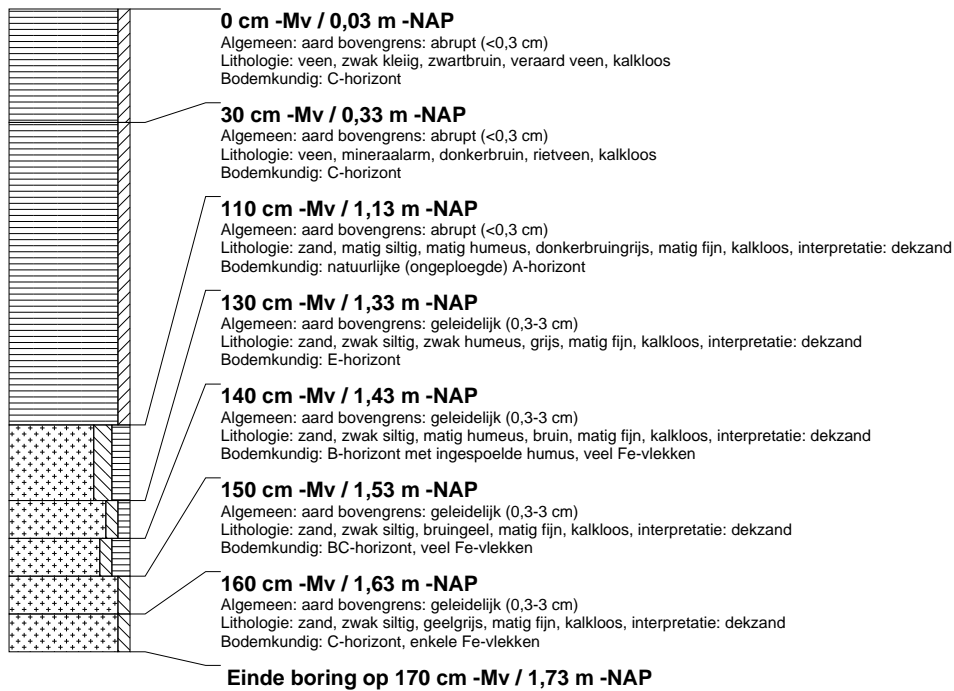 0 cm -Mv / 0,03 m -NAP
Algemeen: aard bovengrens: abrupt (<0,3 cm)
Lithologie: veen, zwak kleiig, zwartbruin, veraard veen, kalkloos
Bodemkundig: C-horizont
30 cm -Mv / 0,33 m -NAP
Algemeen: aard bovengrens: abrupt (<0,3 cm)
Lithologie: veen, mineraalarm, donkerbruin, rietveen, kalkloos
Bodemkundig: C-horizont
110 cm -Mv / 1,13 m -NAP
Algemeen: aard bovengrens: abrupt (<0,3 cm)
Lithologie: zand, matig siltig, matig humeus, donkerbruingrijs, matig fijn, kalkloos, interpretatie: dekzand
Bodemkundig: natuurlijke (ongeploegde) A-horizont
130 cm -Mv / 1,33 m -NAP
Algemeen: aard bovengrens: geleidelijk (0,3-3 cm)
Lithologie: zand, zwak siltig, zwak humeus, grijs, matig fijn, kalkloos, interpretatie: dekzand
Bodemkundig: E-horizont
140 cm -Mv / 1,43 m -NAP
Algemeen: aard bovengrens: geleidelijk (0,3-3 cm)
Lithologie: zand, zwak siltig, matig humeus, bruin, matig fijn, kalkloos, interpretatie: dekzand
Bodemkundig: B-horizont met ingespoelde humus, veel Fe-vlekken
150 cm -Mv / 1,53 m -NAP
Algemeen: aard bovengrens: geleidelijk (0,3-3 cm)
Lithologie: zand, zwak siltig, bruingeel, matig fijn, kalkloos, interpretatie: dekzand
Bodemkundig: BC-horizont, veel Fe-vlekken
160 cm -Mv / 1,63 m -NAP
Algemeen: aard bovengrens: geleidelijk (0,3-3 cm)
Lithologie: zand, zwak siltig, geelgrijs, matig fijn, kalkloos, interpretatie: dekzand
Bodemkundig: C-horizont, enkele Fe-vlekken
Einde boring op 170 cm -Mv / 1,73 m -NAP